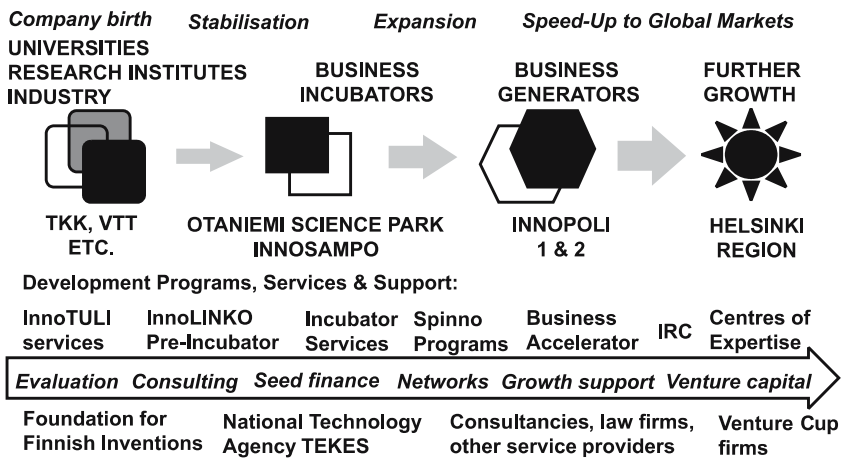 Company birth Stabilisation Expansion Speed-Up to Global Markets
UNIVERSITIES
RESEARCH INSTITUTES
INDUSTRY
BUSINESS
INCUBATORS
BUSINESS
GENERATORS
FURTHER
GROWTH
TKK, VTT
ETC.
OTANIEMI SCIENCE PARK
INNOSAMPO
INNOPOLI
1 & 2
HELSINKI
REGION
Development Programs, Services & Support:
InnoTULI
services
InnoLINKO
Pre-Incubator
Incubator
Services
Spinno
Programs
Business
Accelerator
IRC
Centres of
Expertise
Evaluation Consulting Seed finance Networks Growth support Venture capital
Foundation for
Finnish Inventions
National Technology
Agency TEKES
Consultancies, law firms,
other service providers
Venture Cup
firms